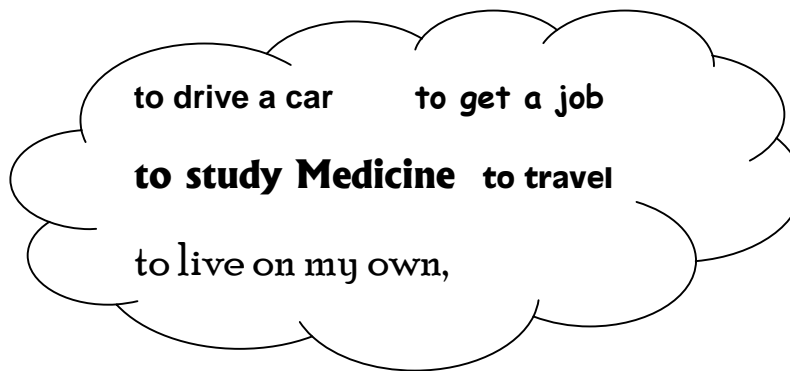 to drive a car to get a job
to study Medicine to travel
to live on my own,